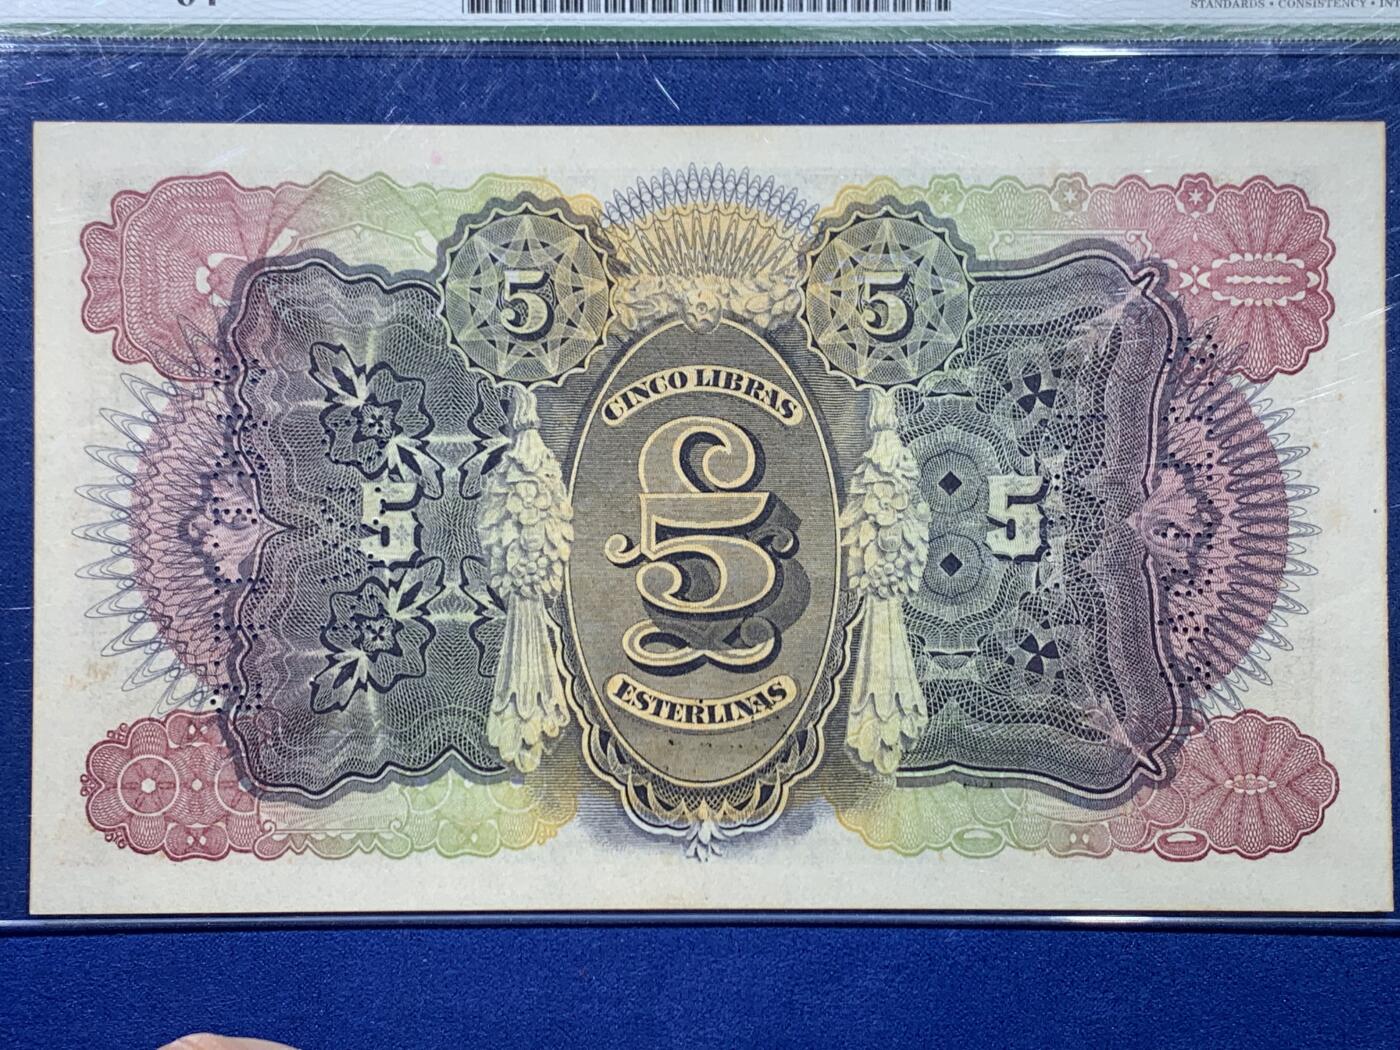 STANDARDS • CONSISTENCY •
5 5
CINCO LIBRAS
£5
5 5
ESTERLINAS